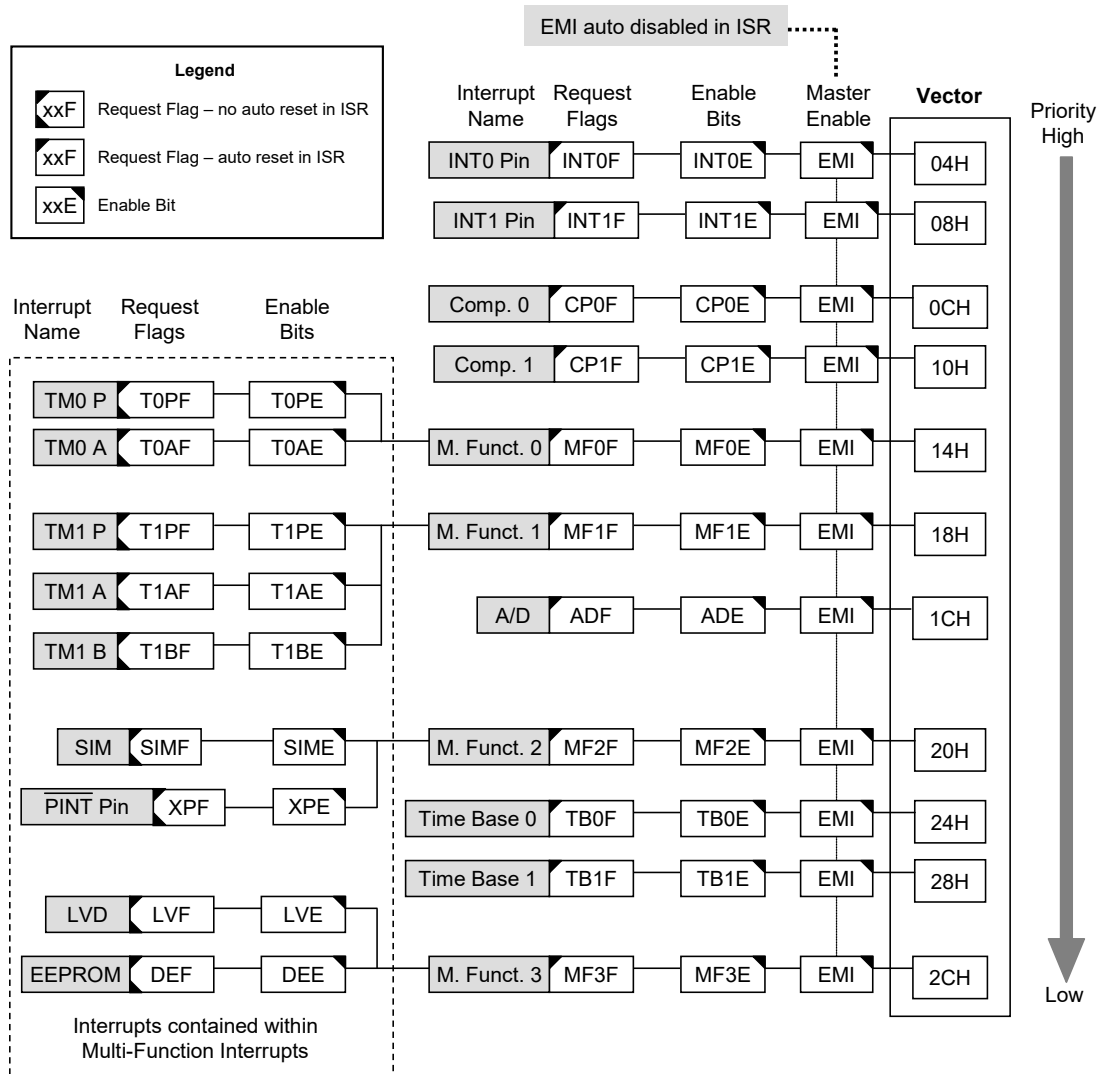 EMI auto disabled in ISR
Legend
xxF Request Flag – no auto reset in ISR
xxF Request Flag – auto reset in ISR
xxE Enable Bit
Interrupt Name Request Flags Enable Bits Master Enable Vector Priority High
INT0 Pin INT0F INT0E EMI 04H
INT1 Pin INT1F INT1E EMI 08H
Comp. 0 CP0F CP0E EMI 0CH
Comp. 1 CP1F CP1E EMI 10H
Interrupt Name Request Flags Enable Bits
TM0 P T0PF T0PE
TM0 A T0AF T0AE M. Funct. 0 MF0F MF0E EMI 14H
TM1 P T1PF T1PE M. Funct. 1 MF1F MF1E EMI 18H
TM1 A T1AF T1AE A/D ADF ADE EMI 1CH
TM1 B T1BF T1BE
SIM SIMF SIME M. Funct. 2 MF2F MF2E EMI 20H
PINT Pin XPF XPE Time Base 0 TB0F TB0E EMI 24H
Time Base 1 TB1F TB1E EMI 28H
LVD LVF LVE
EEPROM DEF DEE M. Funct. 3 MF3F MF3E EMI 2CH
Low
Interrupts contained within
Multi-Function Interrupts